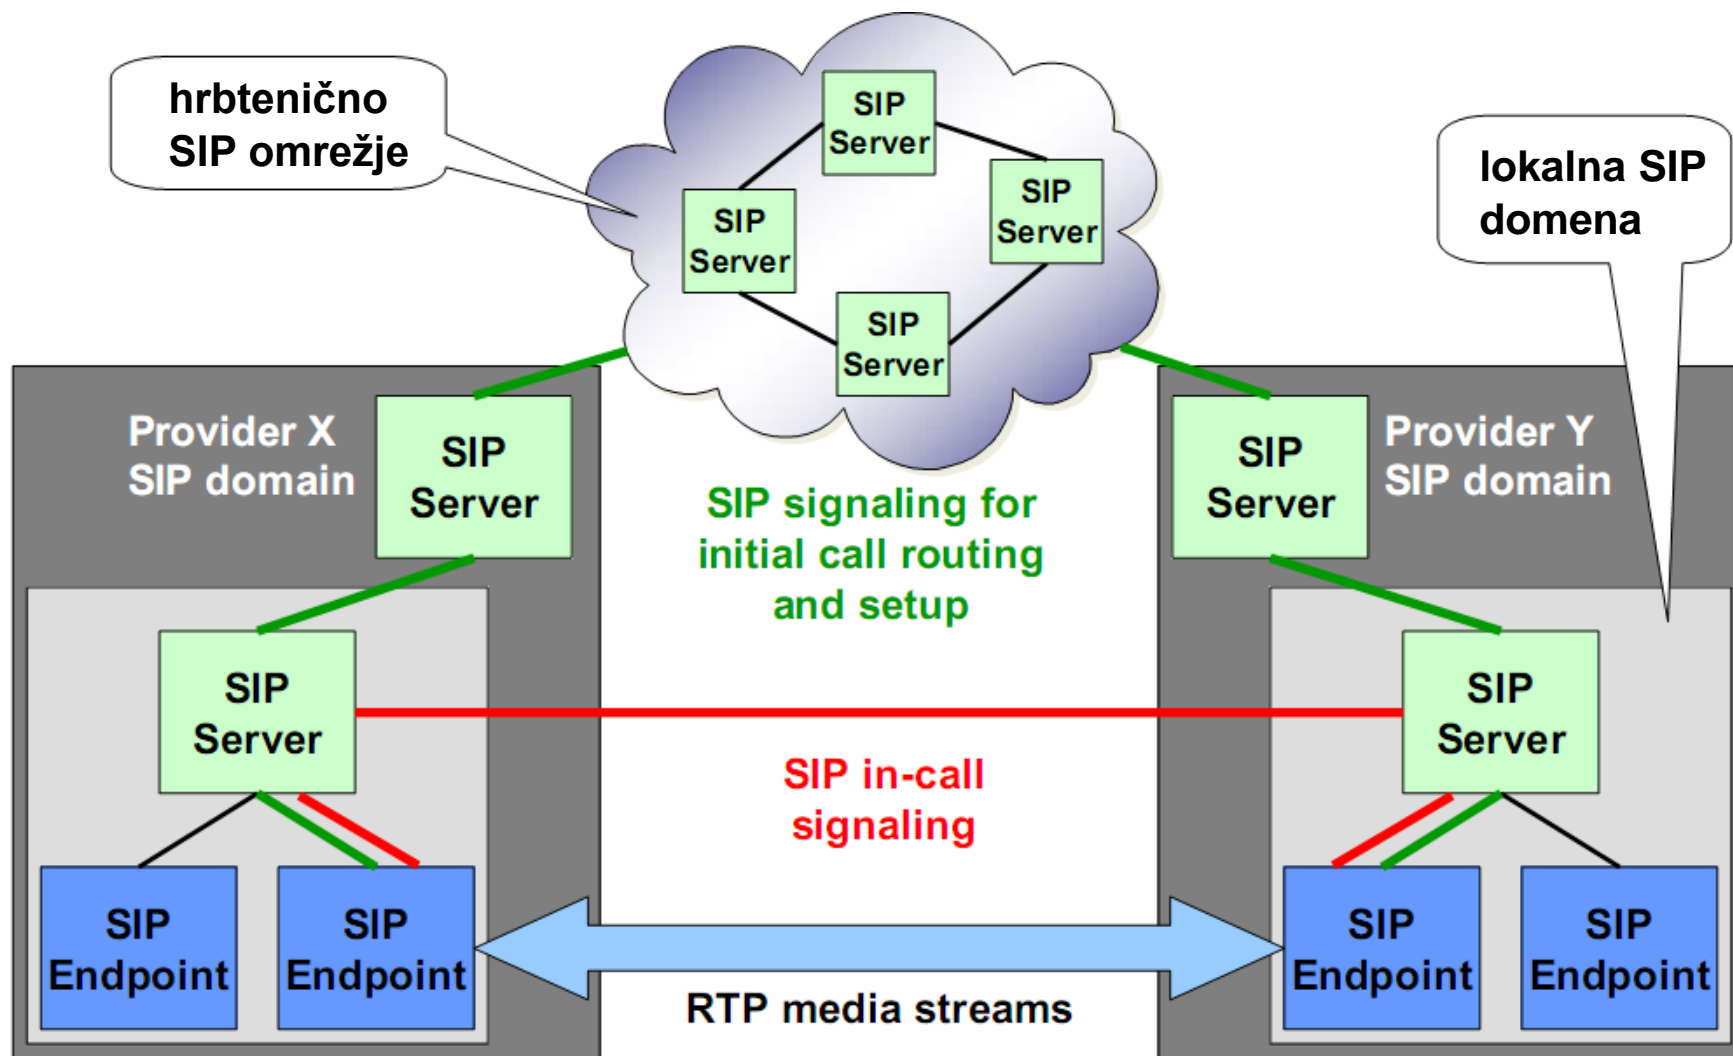 hrbtenično
SIP omrežje
SIP
Server
SIP
Server
SIP
Server
SIP
Server
lokalna SIP
domena
Provider X
SIP domain
SIP
Server
SIP signaling for
initial call routing
and setup
SIP
Server
Provider Y
SIP domain
SIP
Server
SIP in-call
signaling
SIP
Server
SIP
Endpoint
SIP
Endpoint
RTP media streams
SIP
Endpoint
SIP
Endpoint